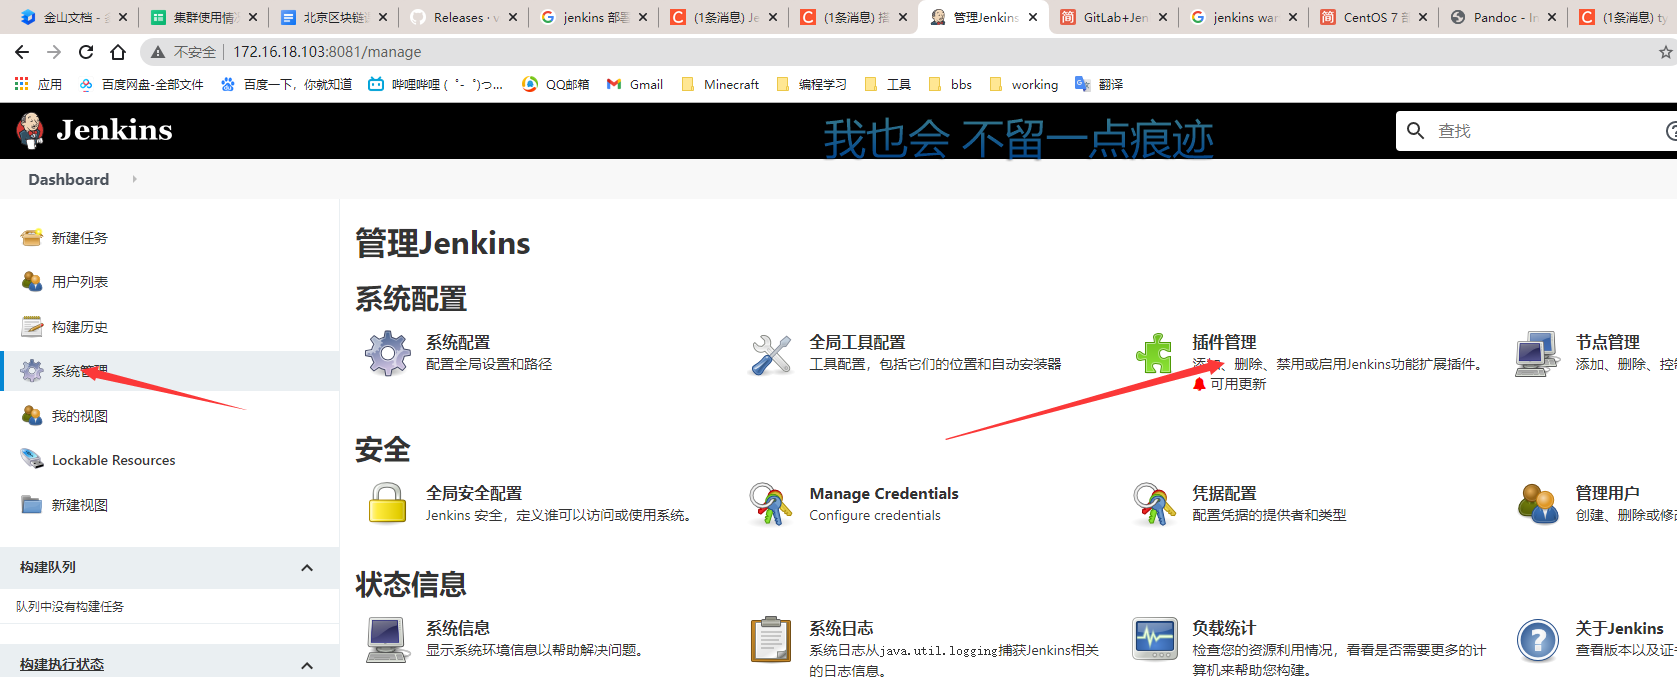 金山文档 -
集群使用情
北京区块链
Releases · v
jenkins 部署
(1条消息) Je
(1条消息) 搭
管理Jenkins
GitLab+Jen
jenkins war
CentOS 7 部
Pandoc - In
(1条消息) ty
不安全 172.16.18.103:8081/manage
应用
百度网盘-全部文件
百度一下，你就知道
哔哩哔哩 ( ゜- ゜)つ...
QQ邮箱
Gmail
Minecraft
编程学习
工具
bbs
working
翻译
Jenkins
我也会 不留一点痕迹
查找
Dashboard
新建任务
用户列表
构建历史
系统管理
我的视图
Lockable Resources
新建视图
构建队列
队列中没有构建任务
构建执行状态
管理Jenkins
系统配置
系统配置
配置全局设置和路径
全局工具配置
工具配置，包括它们的位置和自动安装器
插件管理
添加、删除、禁用或启用Jenkins功能扩展插件。
可用更新
节点管理
添加、删除、控制
安全
全局安全配置
Jenkins 安全，定义谁可以访问或使用系统。
Manage Credentials
Configure credentials
凭据配置
配置凭据的提供者和类型
管理用户
创建、删除或修改
状态信息
系统信息
显示系统环境信息以帮助解决问题。
系统日志
系统日志从java.util.logging捕获Jenkins相关
的日志信息。
负载统计
检查您的资源利用情况，看看是否需要更多的计
算机来帮助您构建。
关于Jenkins
查看版本以及证书